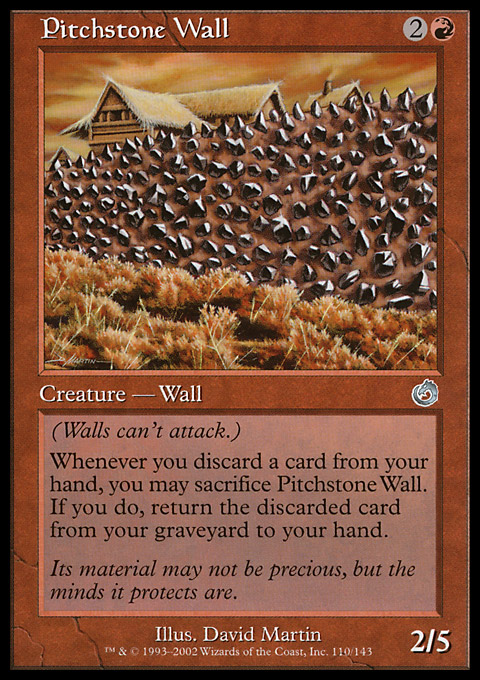 Pitchstone Wall 2
MARTIN
Creature — Wall
(Walls can't attack.)
Whenever you discard a card from your
hand, you may sacrifice Pitchstone Wall.
If you do, return the discarded card
from your graveyard to your hand.
Its material may not be precious, but the
minds it protects are.
Illus. David Martin
™ & © 1993–2002 Wizards of the Coast, Inc. 110/143
2/5